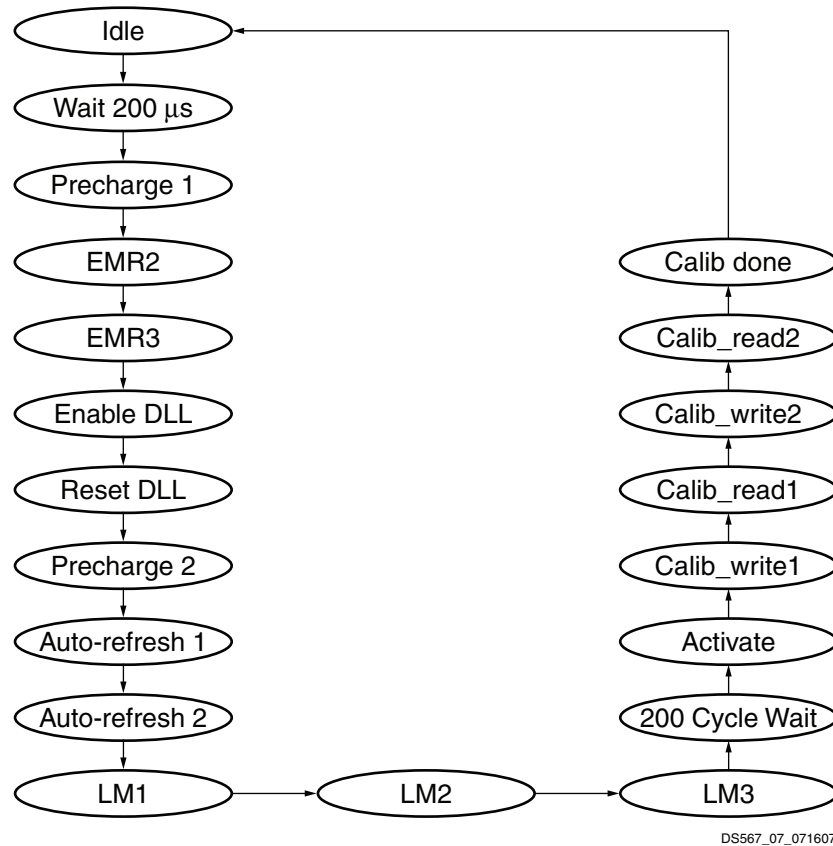 Idle
Wait 200 μs
Precharge 1
EMR2
EMR3
Enable DLL
Reset DLL
Precharge 2
Auto-refresh 1
Auto-refresh 2
LM1
LM2
LM3
200 Cycle Wait
Activate
Calib_write1
Calib_read1
Calib_write2
Calib_read2
Calib done
DS567_07_071607